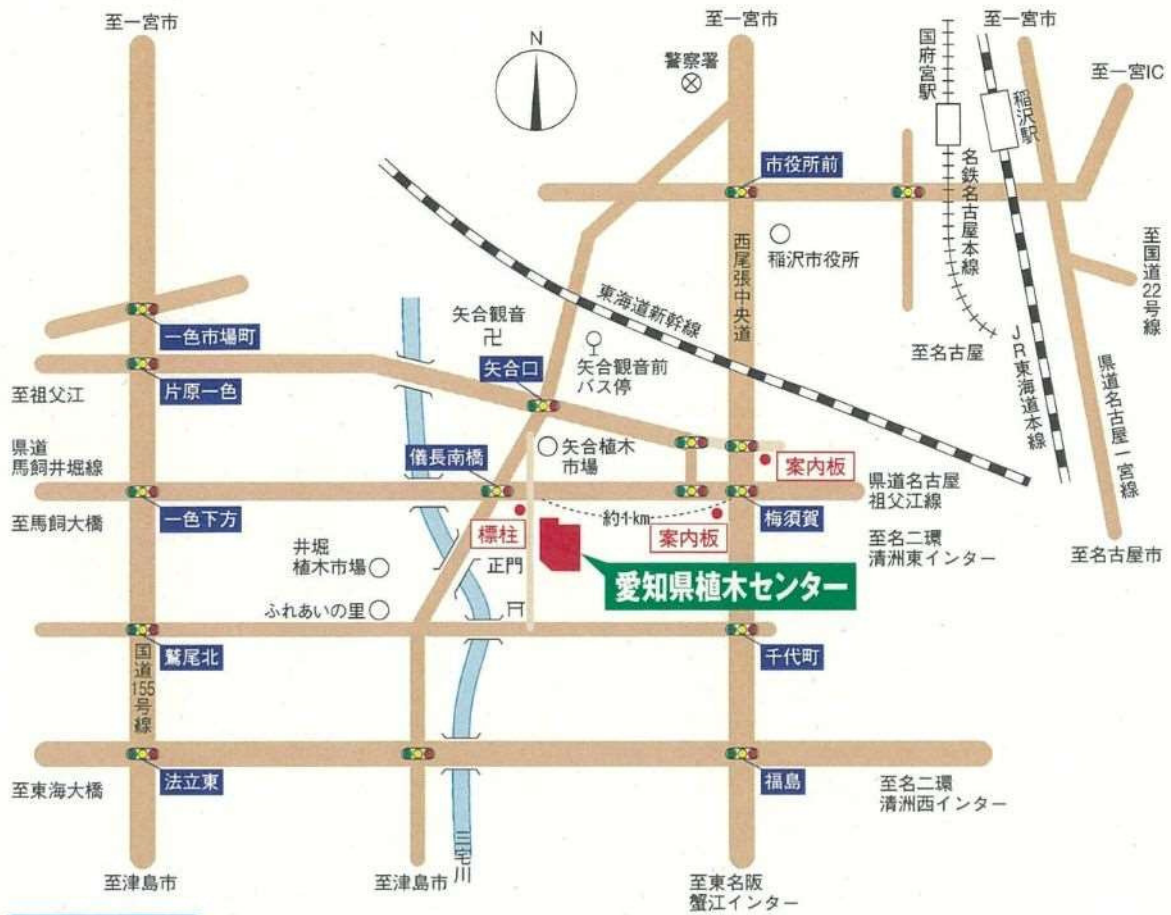 至一宮市
至一宮市
至一宮市
至一宮IC
N
警察署
国府宮駅
稲沢駅
市役所前
名鉄名古屋本線
西尾張中央道
稲沢市役所
至国道22号線
東海道新幹線
矢合観音
卍
一色市場町
矢合観音前
バス停
至名古屋
JR東海道本線
県道名古屋一宮線
片原一色
矢合口
至祖父江
県道
馬飼井堀線
儀長南橋
矢合植木
市場
案内板
県道名古屋
祖父江線
至馬飼大橋
一色下方
約1km
梅須賀
標柱
案内板
至名二環
清洲東インター
至名古屋市
井堀
植木市場
正門
愛知県植木センター
ふれあいの里
鷲尾北
千代町
国道155号線
至東海大橋
法立東
福島
至名二環
清洲西インター
三宅川
至津島市
至津島市
至東名阪
蟹江インター